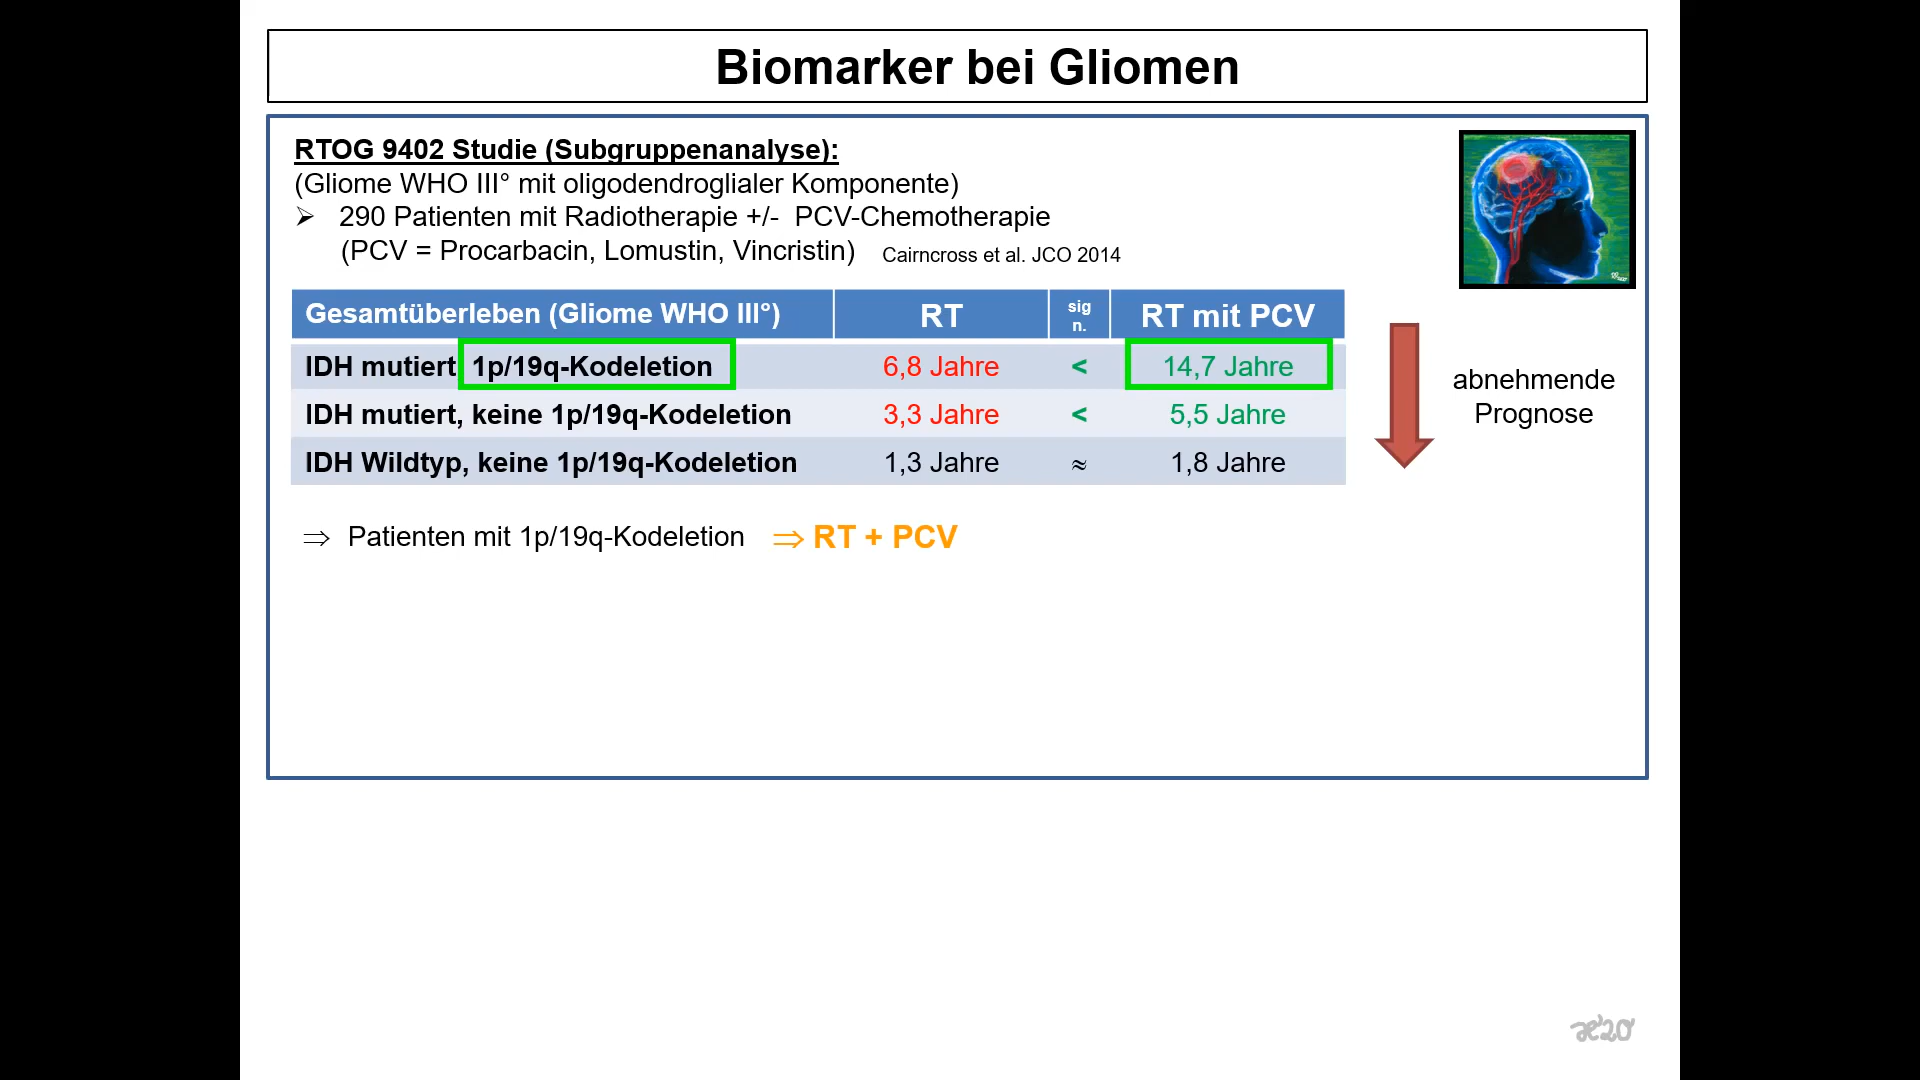 Biomarker bei Gliomen
RTOG 9402 Studie (Subgruppenanalyse):
(Gliome WHO III° mit oligodendroglialer Komponente)
➢ 290 Patienten mit Radiotherapie +/- PCV-Chemotherapie
(PCV = Procarbacin, Lomustin, Vincristin) Cairncross et al. JCO 2014
Gesamtüberleben (Gliome WHO III°) RT sig n. RT mit PCV
IDH mutiert 1p/19q-Kodeletion 6,8 Jahre < 14,7 Jahre
IDH mutiert, keine 1p/19q-Kodeletion 3,3 Jahre < 5,5 Jahre
IDH Wildtyp, keine 1p/19q-Kodeletion 1,3 Jahre ≈ 1,8 Jahre
abnehmende
Prognose
⇒ Patienten mit 1p/19q-Kodeletion ⇒ RT + PCV